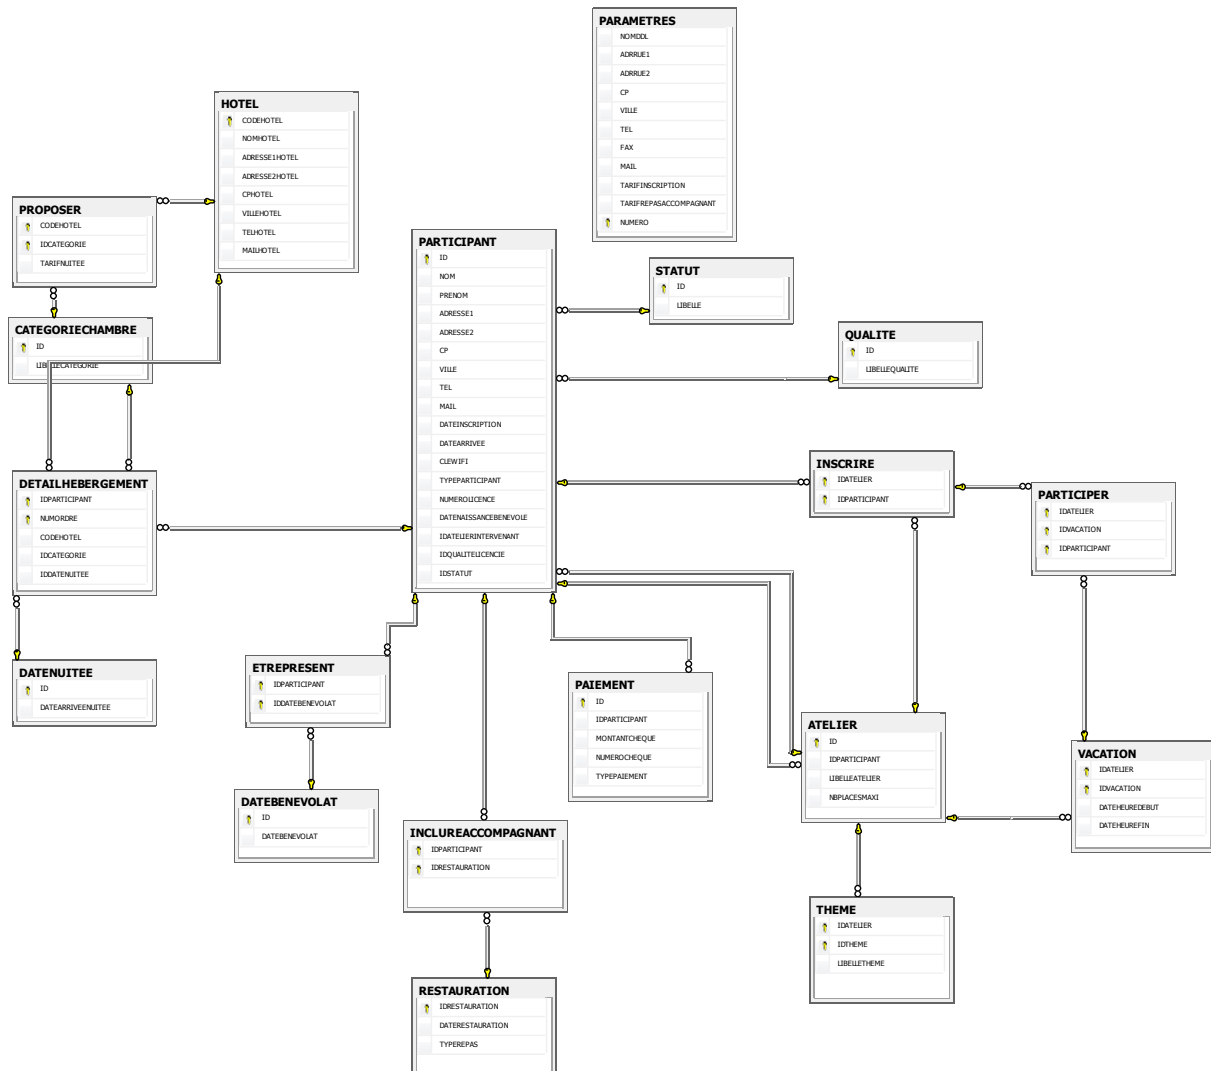 PARAMETRES
NOMDDL
ADRRUE1
ADRRUE2
CP
VILLE
TEL
FAX
MAIL
TARIFINSCRIPTION
TARIFREPASACCOMPAGNANT
NUMERO
HOTEL
CODEHOTEL
NOMHOTEL
ADRESSE1HOTEL
ADRESSE2HOTEL
CPHOTEL
VILLEHOTEL
TELHOTEL
MAILHOTEL
PROPOSER
CODEHOTEL
IDCATEGORIE
TARIFNUITEE
PARTICIPANT
ID
NOM
PRENOM
ADRESSE1
ADRESSE2
CP
VILLE
TEL
MAIL
DATEINSCRIPTION
DATEARRIVEE
CLEWIFI
TYPEPARTICIPANT
NUMEROLICENCE
DATENAISSANCEBENEVOLE
IDATELIERINTERVENANT
IDQUALITELICENCIE
IDSTATUT
STATUT
ID
LIBELLE
CATEGORIECHAMBRE
ID
LIBELLECATEGORIE
QUALITE
ID
LIBELLEQUALITE
DETAILHEBERGEMENT
IDPARTICIPANT
NUMORDRE
CODEHOTEL
IDCATEGORIE
IDDATENUITEE
INSCRIRE
IDATELIER
IDPARTICIPANT
PARTICIPER
IDATELIER
IDVACATION
IDPARTICIPANT
DATENUITEE
ID
DATEARRIVEENUITEE
ETREPRESENT
IDPARTICIPANT
IDDATEBENEVOLAT
PAIEMENT
ID
IDPARTICIPANT
MONTANTCHEQUE
NUMEROCHEQUE
TYPEPAIEMENT
ATELIER
ID
IDPARTICIPANT
LIBELLEATELIER
NBPLACESMAXI
VACATION
IDATELIER
IDVACATION
DATEHEUREDEBUT
DATEHEUREFIN
DATEBENEVOLAT
ID
DATEBENEVOLAT
INCLUREACCOMPAGNANT
IDPARTICIPANT
IDRESTAURATION
THEME
IDATELIER
IDTHEME
LIBELLETHEME
RESTAURATION
IDRESTAURATION
DATERESTAURATION
TYPEREPAS